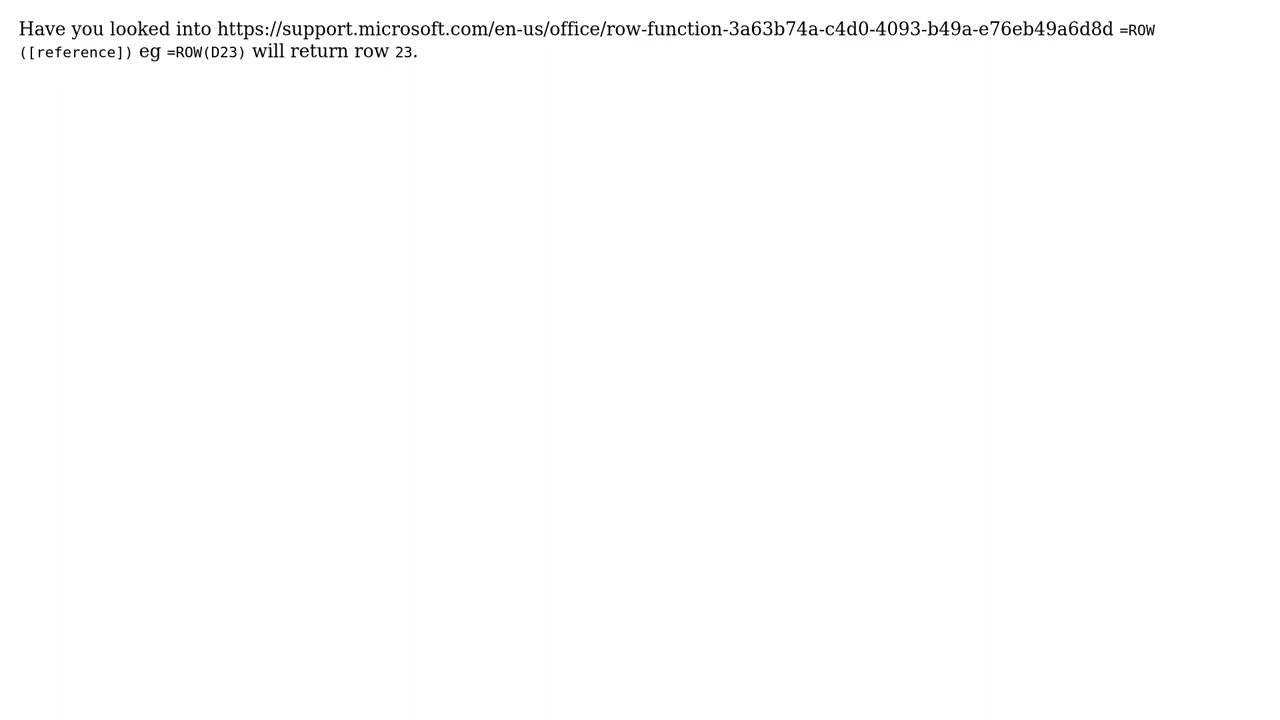 Have you looked into https://support.microsoft.com/en-us/office/row-function-3a63b74a-c4d0-4093-b49a-e76eb49a6d8d =ROW
([reference]) eg =ROW(D23) will return row 23.